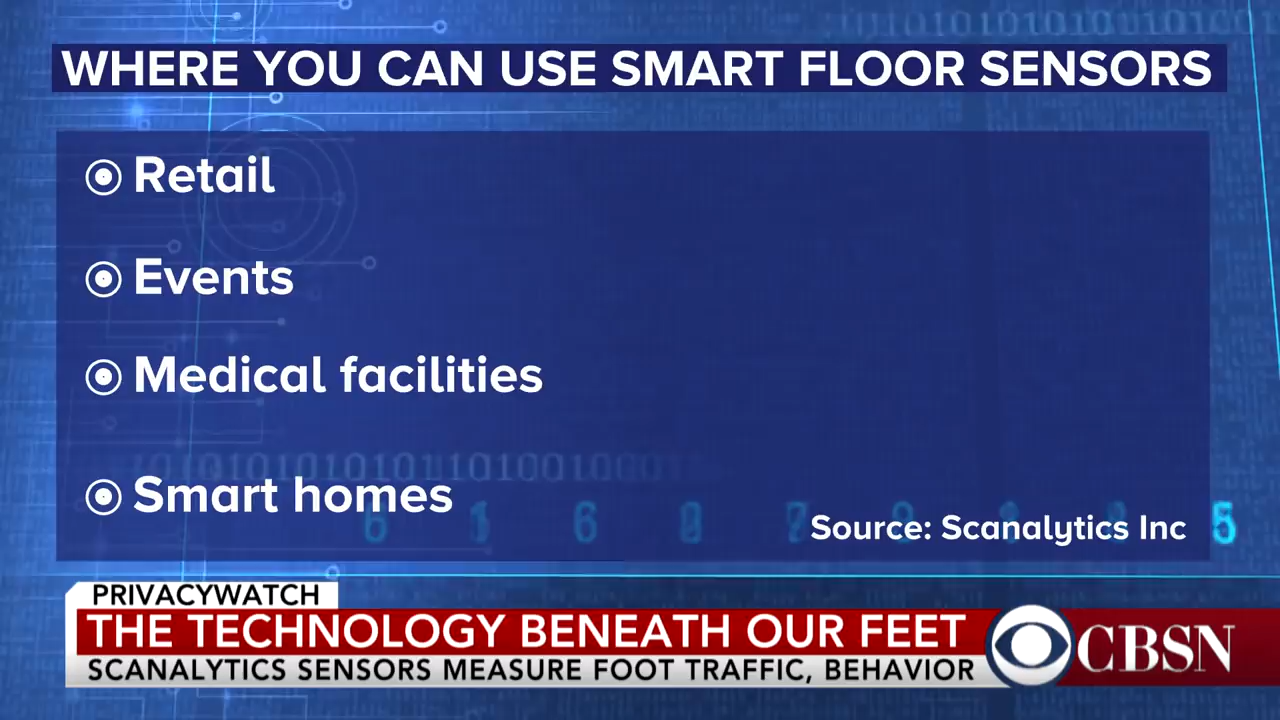 WHERE YOU CAN USE SMART FLOOR SENSORS
Retail
Events
Medical facilities
Smart homes
Source: Scanalytics Inc
PRIVACYWATCH
THE TECHNOLOGY BENEATH OUR FEET
SCANALYTICS SENSORS MEASURE FOOT TRAFFIC, BEHAVIOR
CBSN